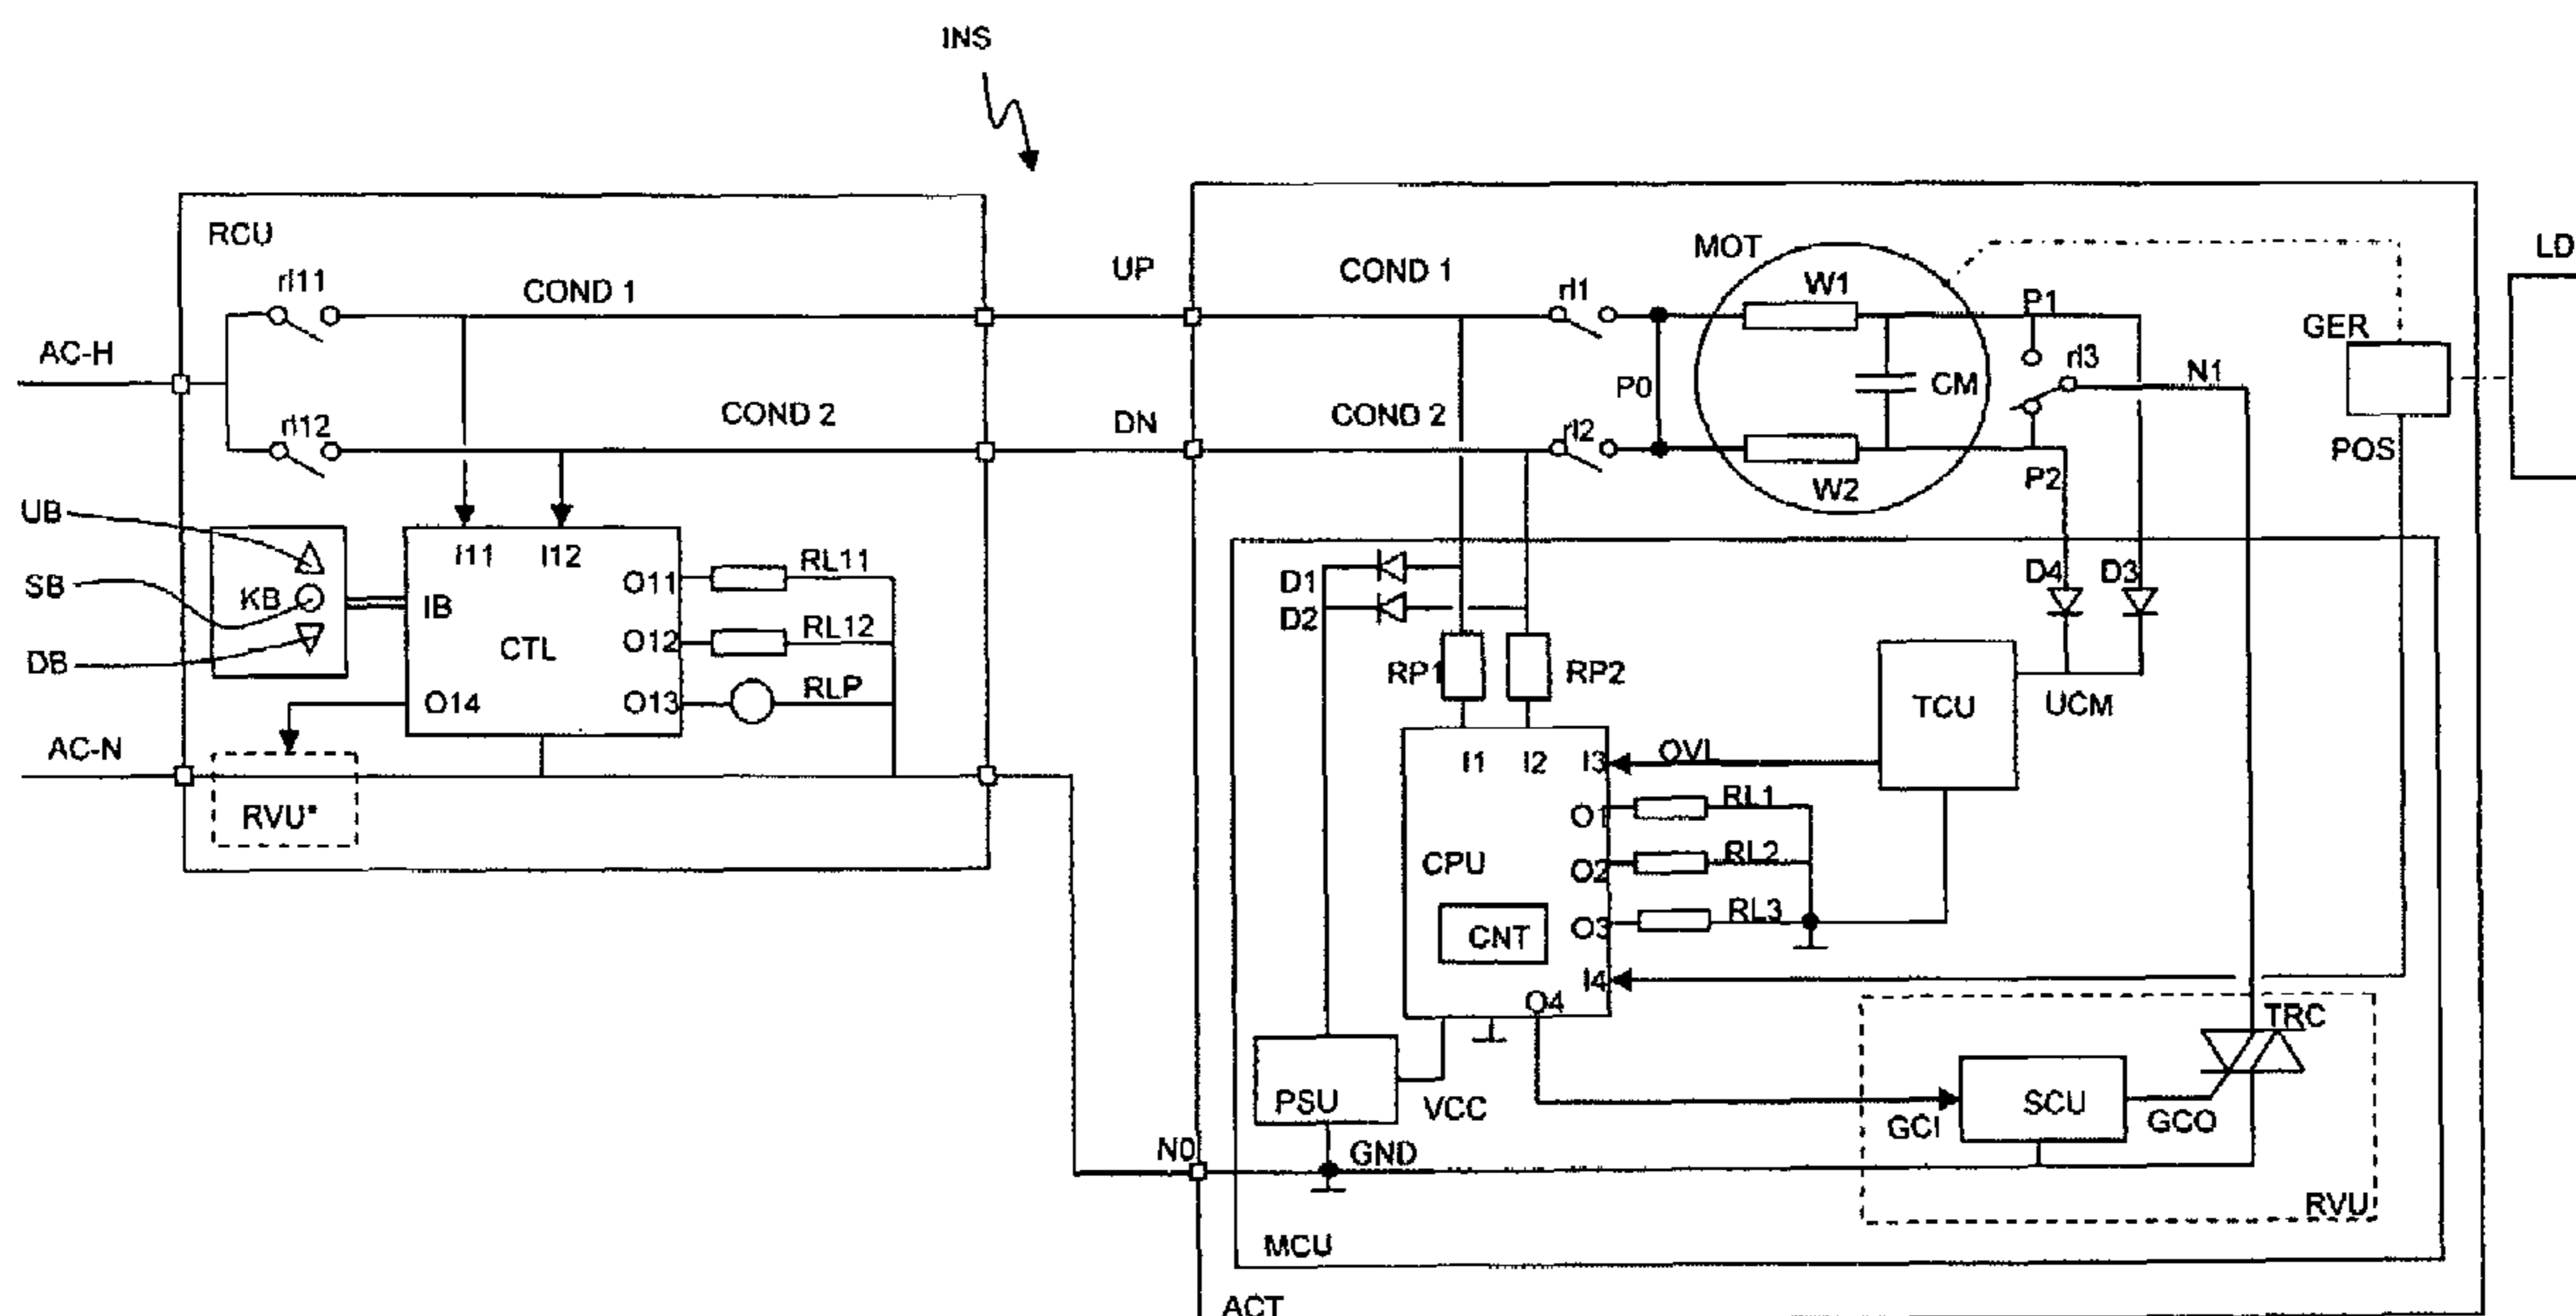 INS
RCU
rl11
COND 1
AC-H
rl12
COND 2
UB
SB
DB
KB
IB
I11
I12
CTL
O11
RL11
O12
RL12
O13
RLP
O14
AC-N
RVU*
UP
DN
COND 1
COND 2
rl1
rl2
P0
MOT
W1
W2
CM
P1
P2
rl3
N1
GER
POS
LD
D1
D2
D4
D3
RP1
RP2
TCU
UCM
I1
I2
I3
OVL
O1
RL1
O2
RL2
O3
RL3
CPU
CNT
I4
O4
TRC
PSU
VCC
GCI
SCU
GCO
N0
GND
RVU
MCU
ACT